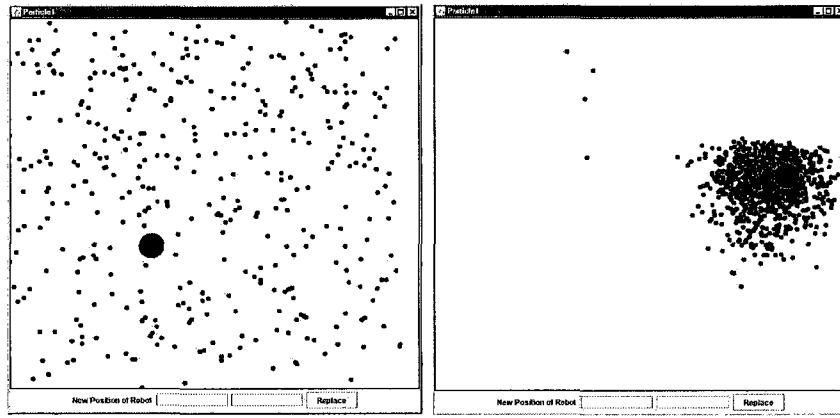 Particle1
New Position of Robot Replace
Particle1
New Position of Robot Replace